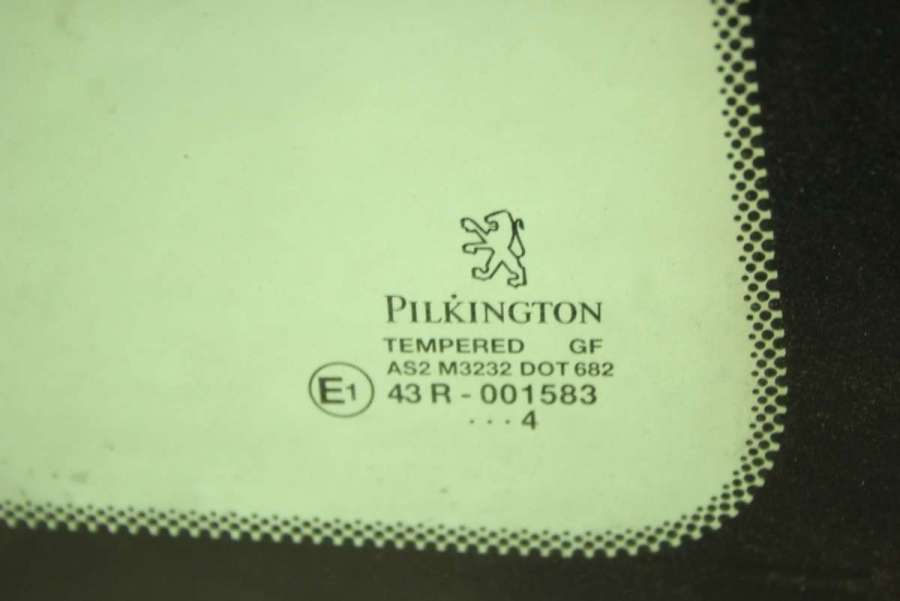 PILKINGTON
TEMPERED GF
AS2 M3232 DOT 682
E1 43 R - 001583
. . . 4